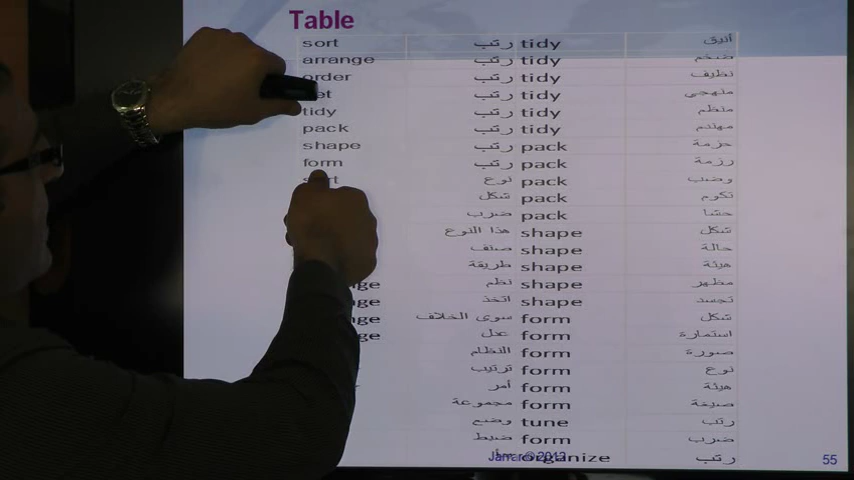 Table
sort رتب tidy أنيق
arrange رتب tidy ضخم
order رتب tidy نظيف
رتب tidy منهجي
tidy رتب tidy منظم
pack رتب tidy مهندم
shape رتب pack حزمة
form رتب pack رزمة
نوع pack وضب
شكل pack تكوم
ضرب pack حشا
هذا النوع shape شكل
صنف shape حالة
طريقة shape هيئة
نظم shape مظهر
اتخذ shape تجسد
سوى الخلاف form شكل
عدل form استمارة
النظام form صورة
ترتيب form نوع
أمر form هيئة
مجموعة form صيغة
وضع tune رتب
ضبط form ضرب
organize رتب
Jarrar © 2012
55